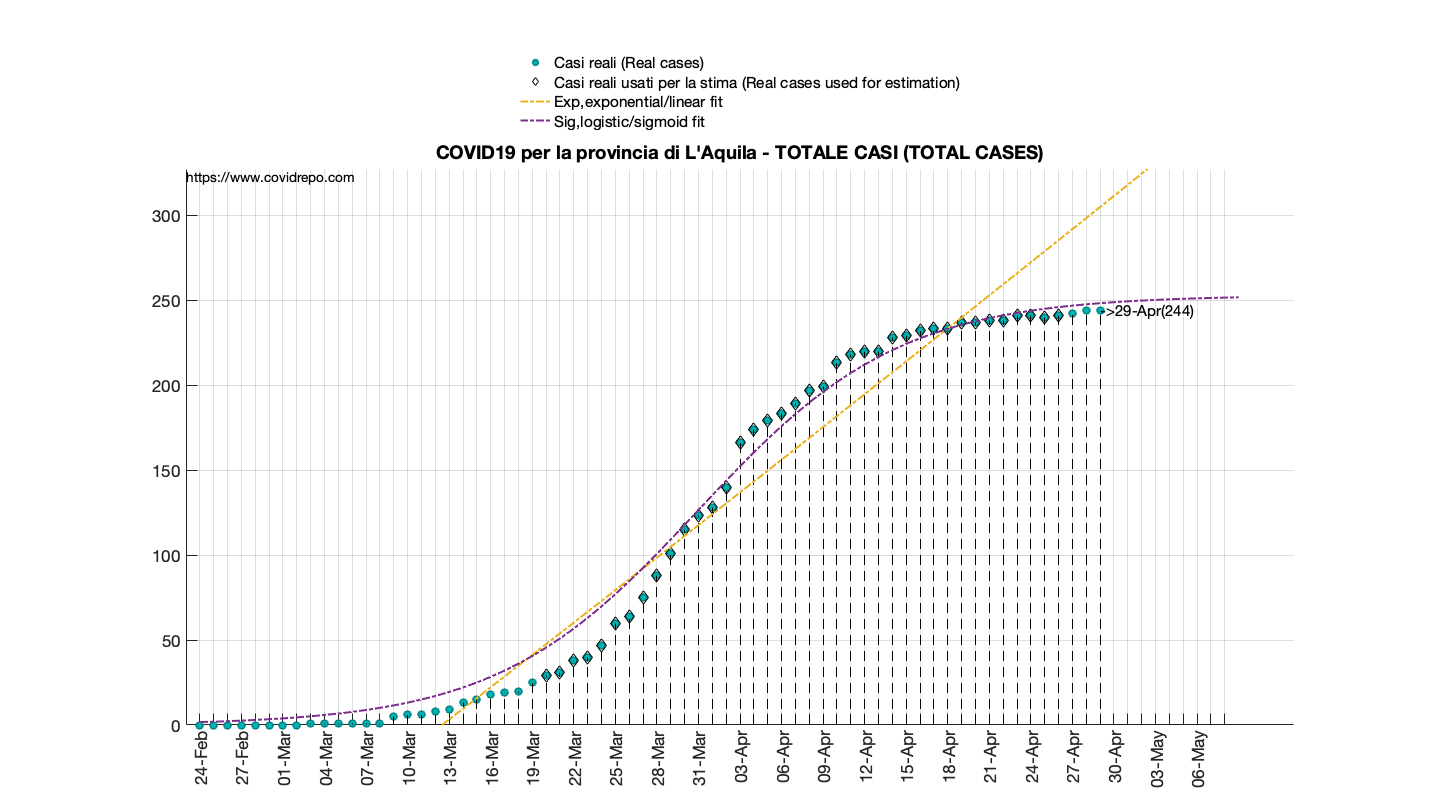 Casi reali (Real cases)
Casi reali usati per la stima (Real cases used for estimation)
Exp,exponential/linear fit
Sig,logistic/sigmoid fit
COVID19 per la provincia di L'Aquila - TOTALE CASI (TOTAL CASES)
https://www.covidrepo.com
300
250
200
150
100
50
0
->29-Apr(244)
24-Feb
27-Feb
01-Mar
04-Mar
07-Mar
10-Mar
13-Mar
16-Mar
19-Mar
22-Mar
25-Mar
28-Mar
31-Mar
03-Apr
06-Apr
09-Apr
12-Apr
15-Apr
18-Apr
21-Apr
24-Apr
27-Apr
30-Apr
03-May
06-May